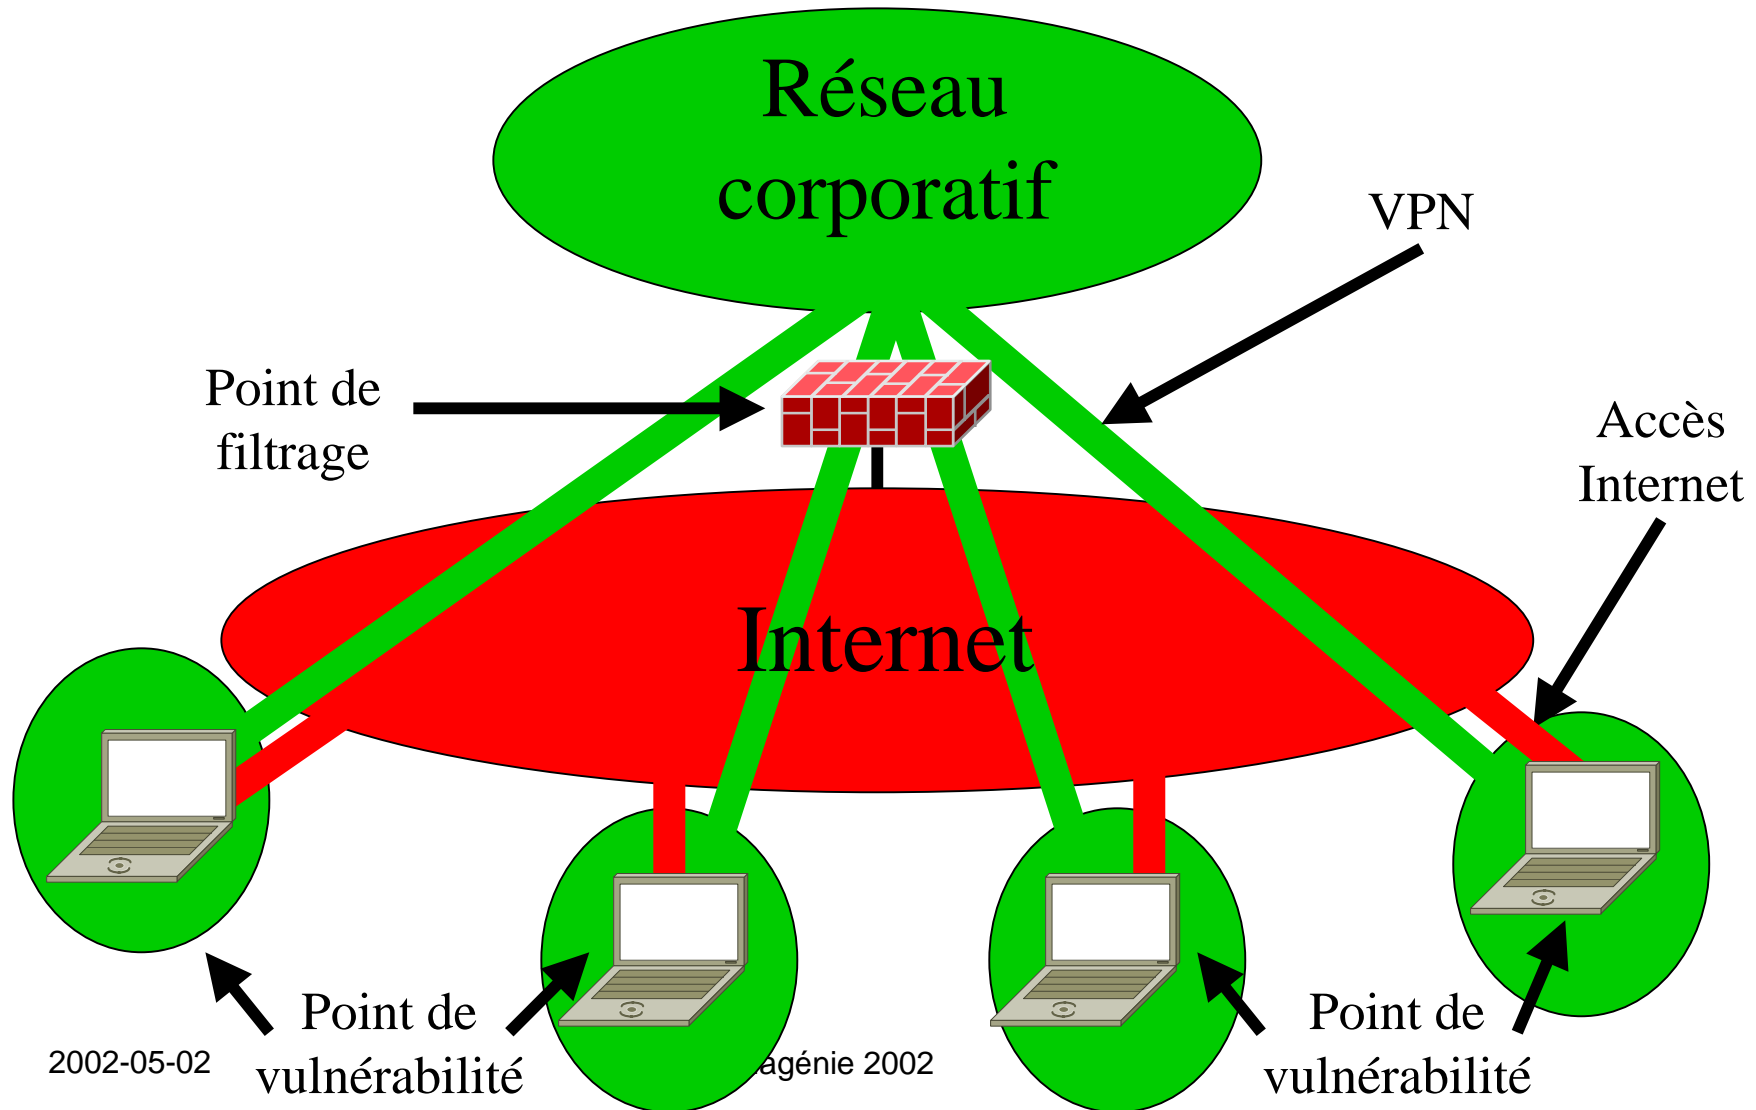 Réseau
corporatif
VPN
Point de
filtrage
Accès
Internet
Internet
Point de
vulnérabilité
Point de
vulnérabilité
2002-05-02
2002